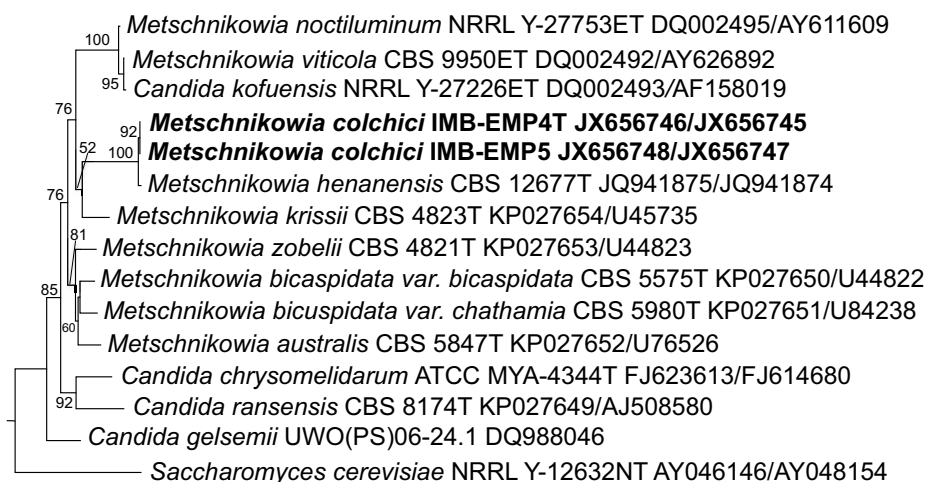 Metschnikowia noctiluminum NRRL Y-27753ET DQ002495/AY611609
100
Metschnikowia viticola CBS 9950ET DQ002492/AY626892
95
Candida kofuensis NRRL Y-27226ET DQ002493/AF158019
76
Metschnikowia colchici IMB-EMP4T JX656746/JX656745
92
52
100
Metschnikowia colchici IMB-EMP5 JX656748/JX656747
Metschnikowia henanensis CBS 12677T JQ941875/JQ941874
76
Metschnikowia krissii CBS 4823T KP027654/U45735
81
Metschnikowia zobelii CBS 4821T KP027653/U44823
Metschnikowia bicaspidata var. bicaspidata CBS 5575T KP027650/U44822
85
Metschnikowia bicuspidata var. chathamia CBS 5980T KP027651/U84238
60
Metschnikowia australis CBS 5847T KP027652/U76526
Candida chrysomelidarum ATCC MYA-4344T FJ623613/FJ614680
92
Candida ransensis CBS 8174T KP027649/AJ508580
Candida gelsemii UWO(PS)06-24.1 DQ988046
Saccharomyces cerevisiae NRRL Y-12632NT AY046146/AY048154